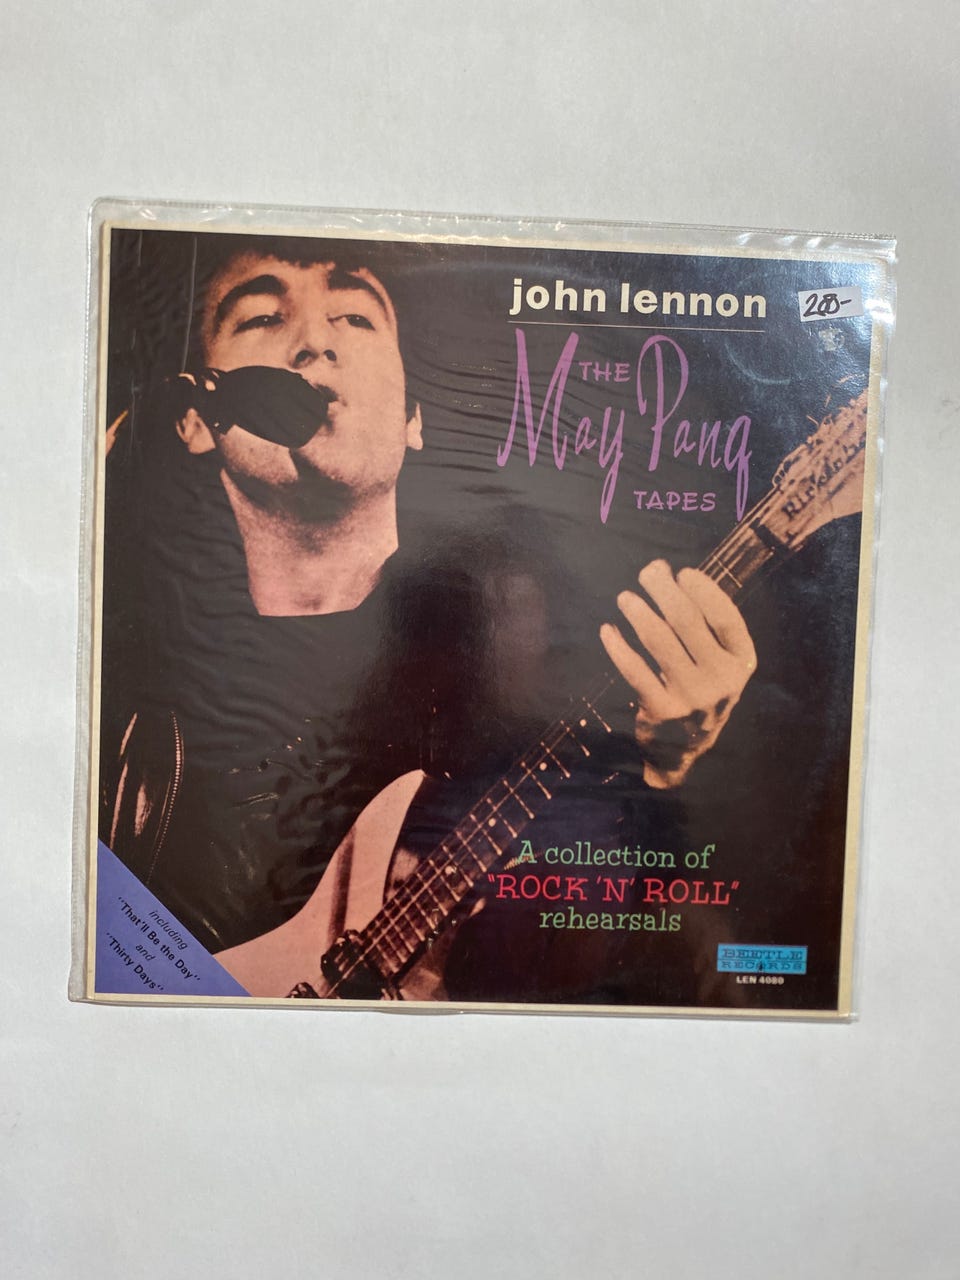 john lennon
200-
THE
May Pang
TAPES
A collection of
"ROCK 'N' ROLL"
rehearsals
including
"That'll Be the Day"
and
"Thirty Days"
BEETLE
RECORDS
LEN 4080